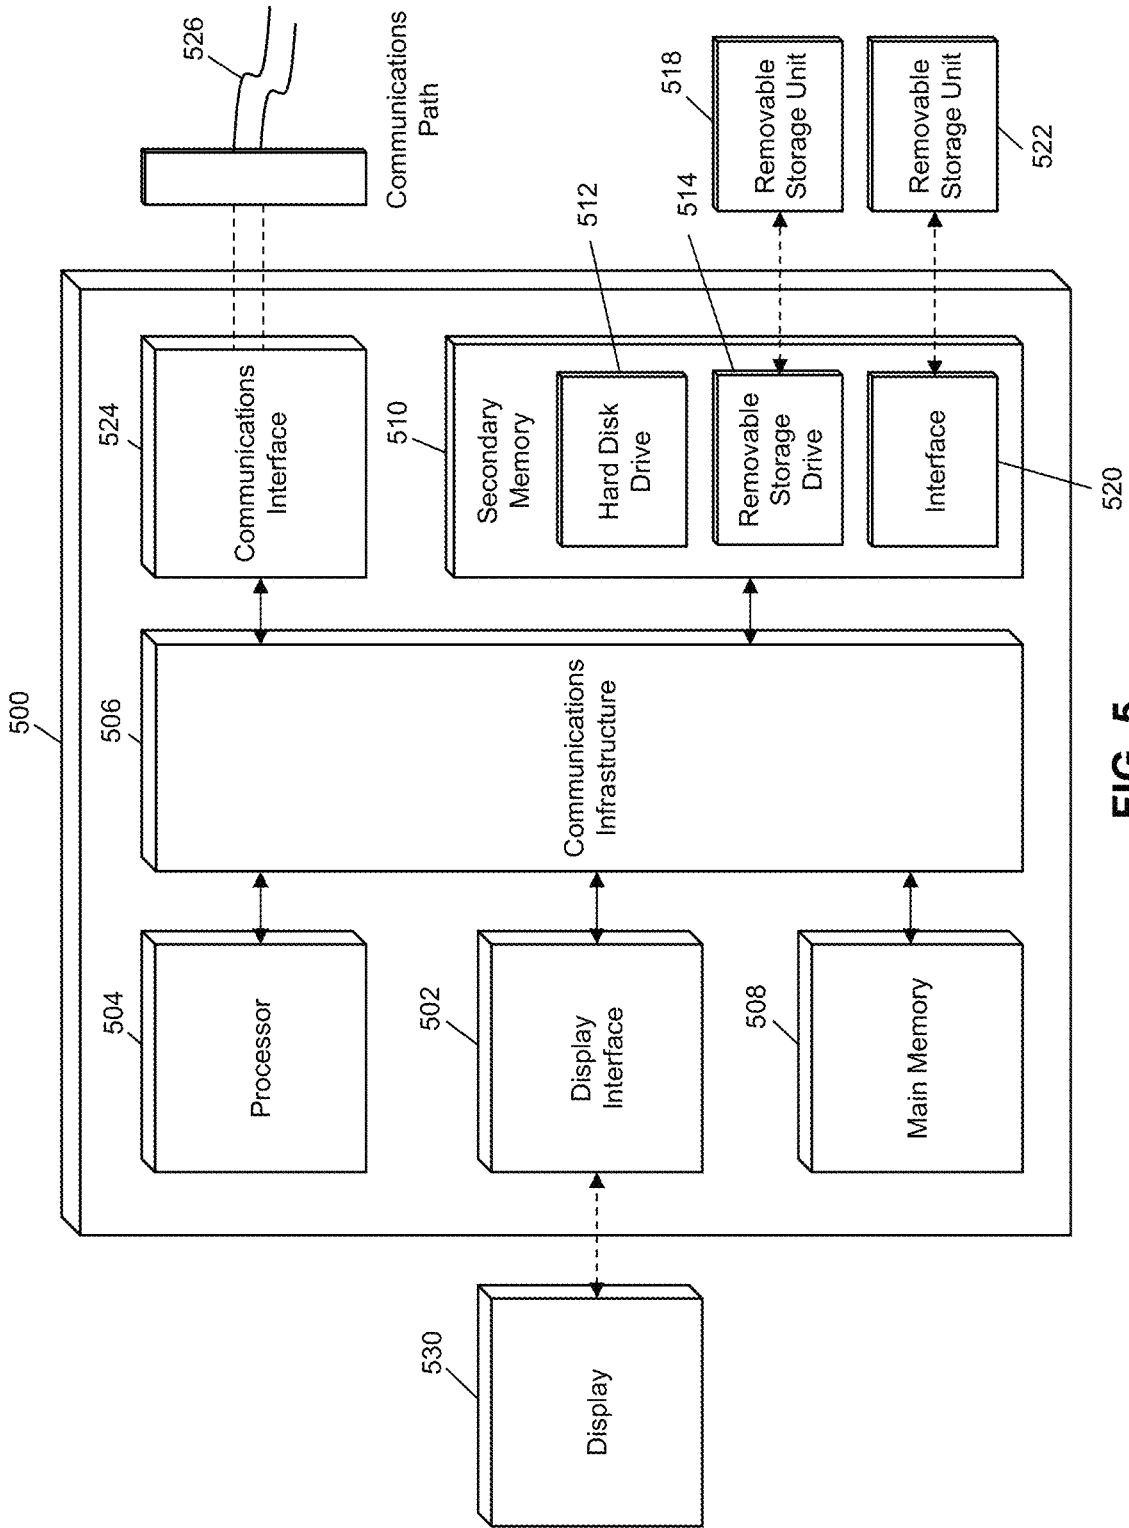 500
504
Processor
506
524
Communications
Interface
526
Communications
Path
530
Display
502
Display
Interface
Communications
Infrastructure
510
Secondary
Memory
512
Hard Disk
Drive
508
Main Memory
514
Removable
Storage
Drive
518
Removable
Storage Unit
Interface
520
Removable
Storage Unit
522
FIG. 5